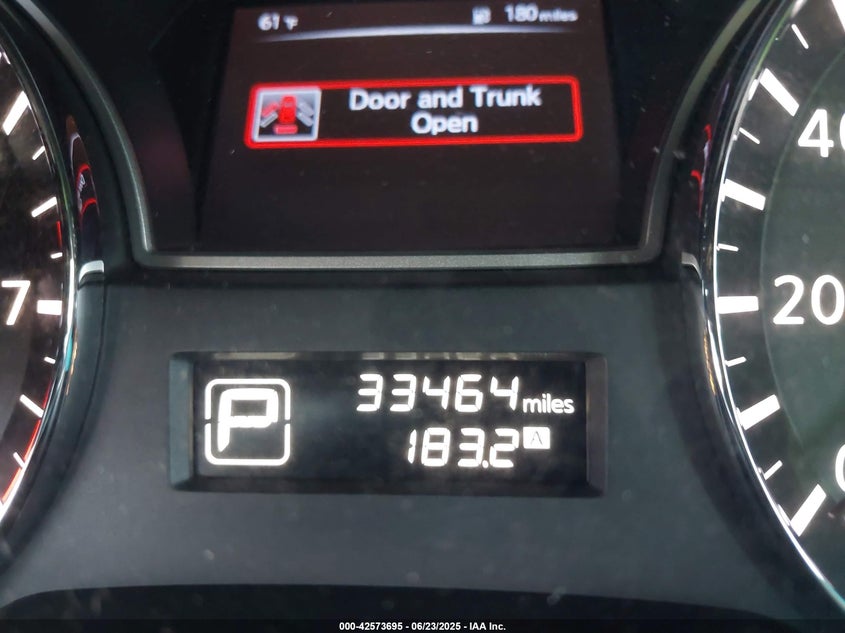 61°F 180 miles
Door and Trunk
Open
40
7
20
P 33464 miles
183.2 A
0
000-42573695 - 06/23/2025 - IAA Inc.